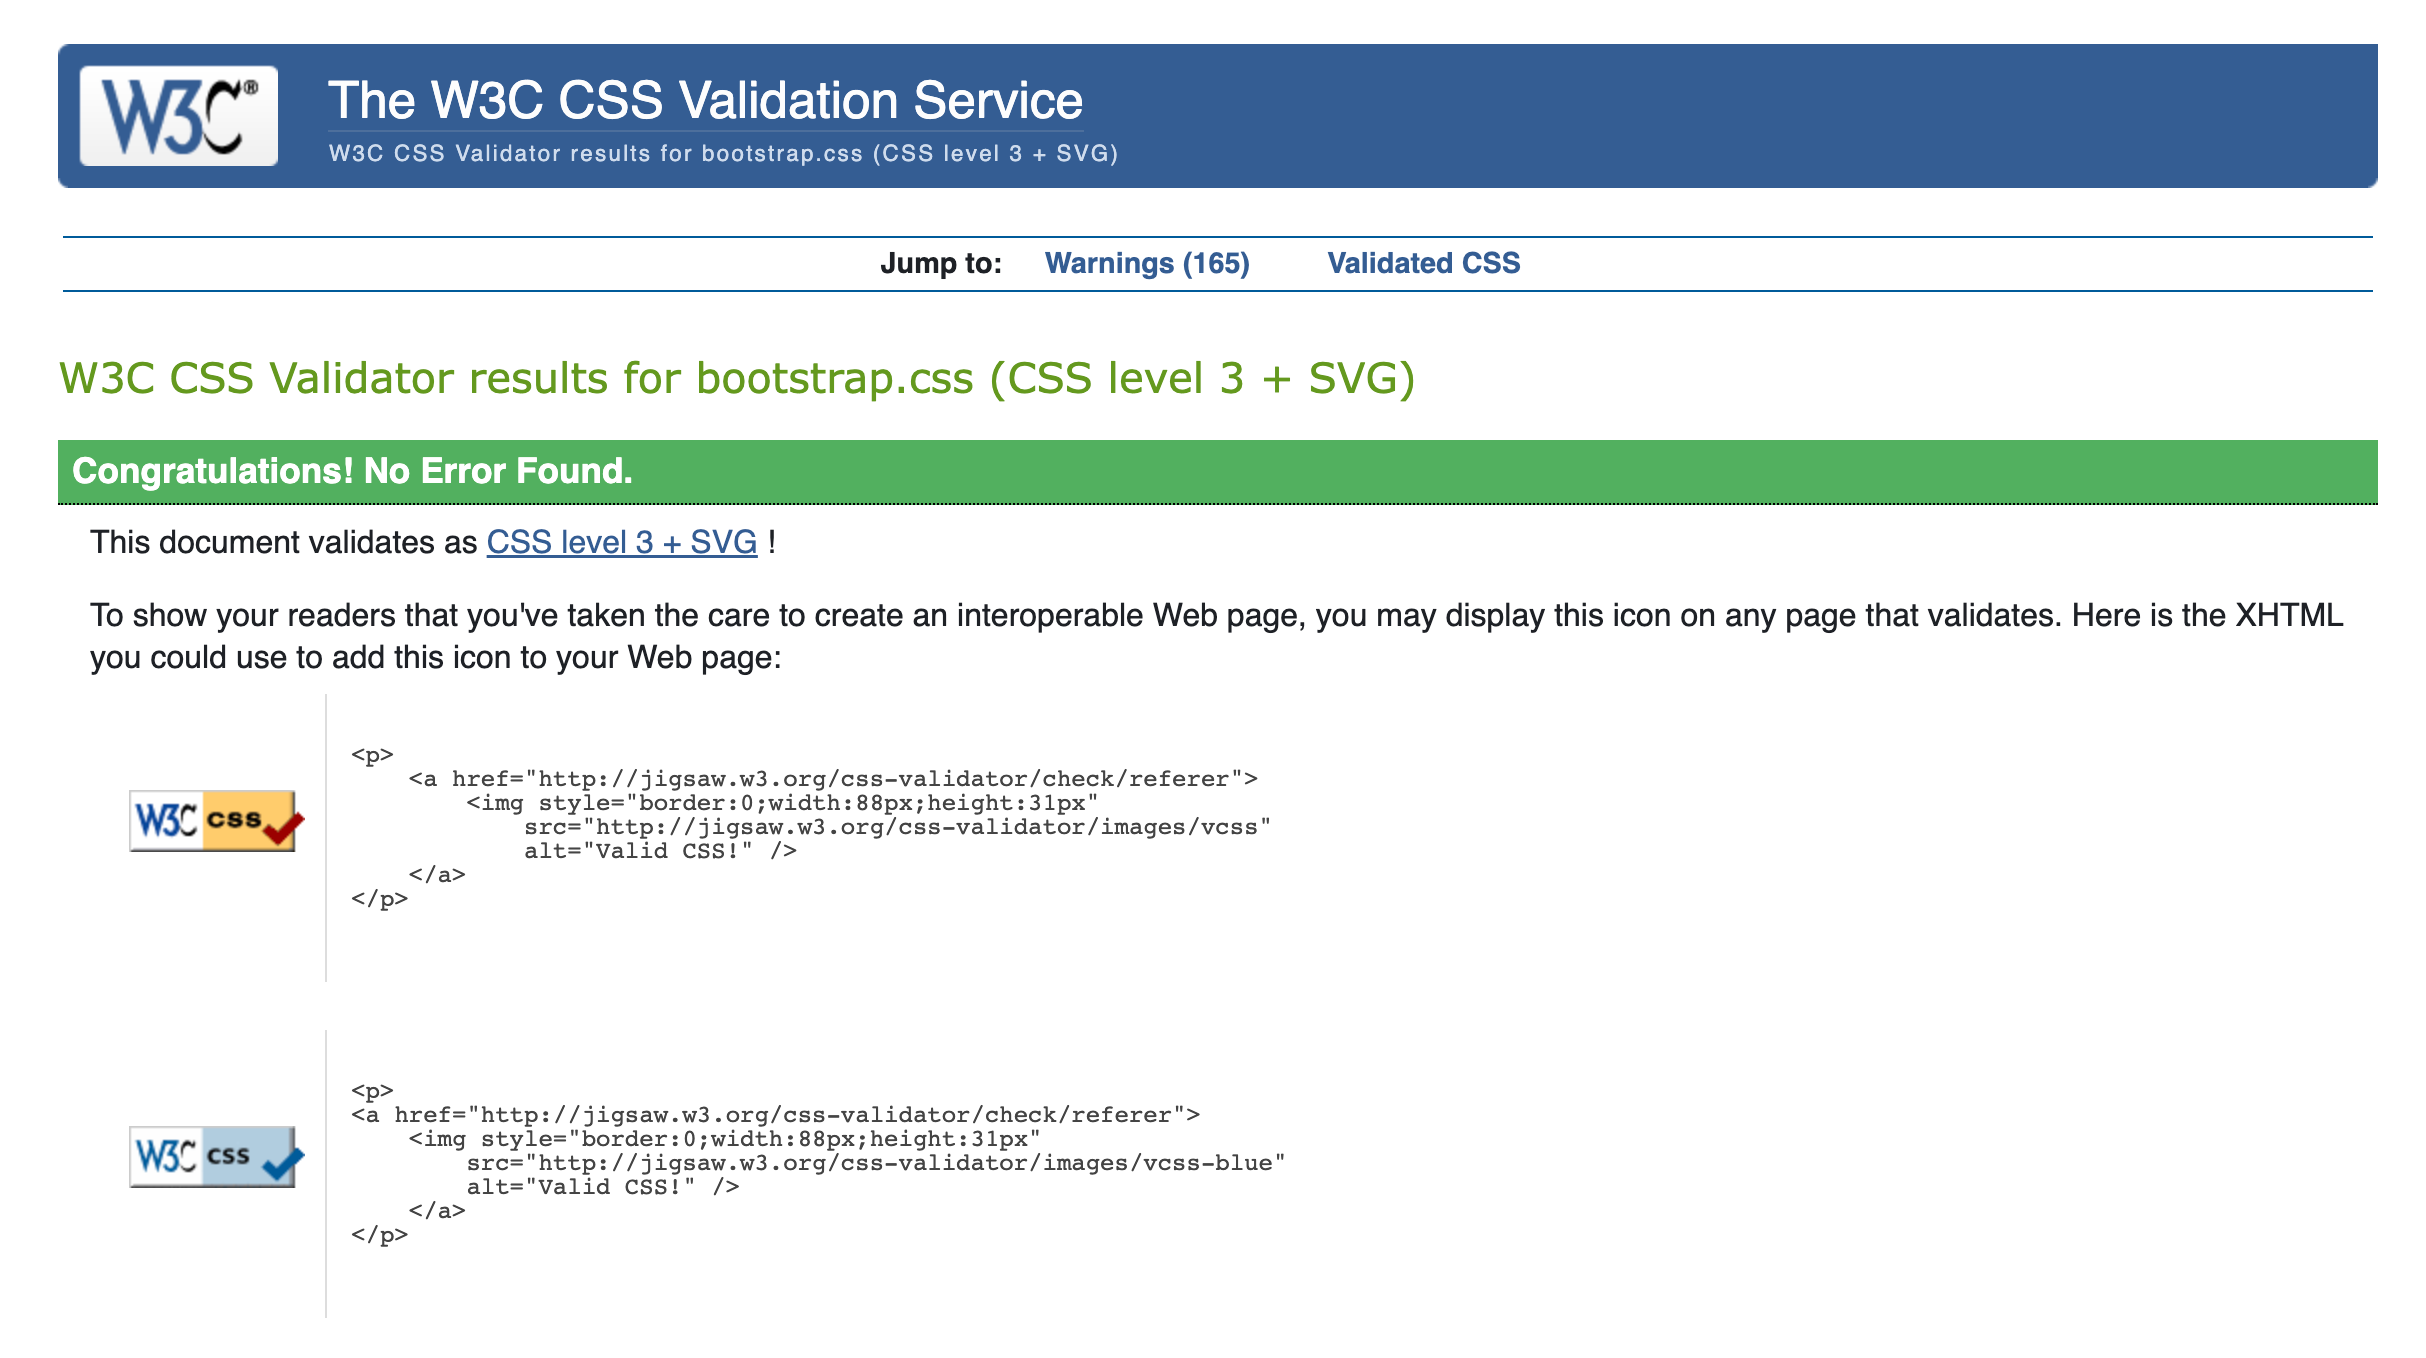 W3C®
The W3C CSS Validation Service
W3C CSS Validator results for bootstrap.css (CSS level 3 + SVG)
Jump to: Warnings (165) Validated CSS
W3C CSS Validator results for bootstrap.css (CSS level 3 + SVG)
Congratulations! No Error Found.
This document validates as CSS level 3 + SVG !
To show your readers that you've taken the care to create an interoperable Web page, you may display this icon on any page that validates. Here is the XHTML
you could use to add this icon to your Web page:
W3C css
<p>
    <a href="http://jigsaw.w3.org/css-validator/check/referer">
        <img style="border:0;width:88px;height:31px"
            src="http://jigsaw.w3.org/css-validator/images/vcss"
            alt="Valid CSS!" />
    </a>
</p>
W3C css
<p>
<a href="http://jigsaw.w3.org/css-validator/check/referer">
    <img style="border:0;width:88px;height:31px"
        src="http://jigsaw.w3.org/css-validator/images/vcss-blue"
        alt="Valid CSS!" />
    </a>
</p>